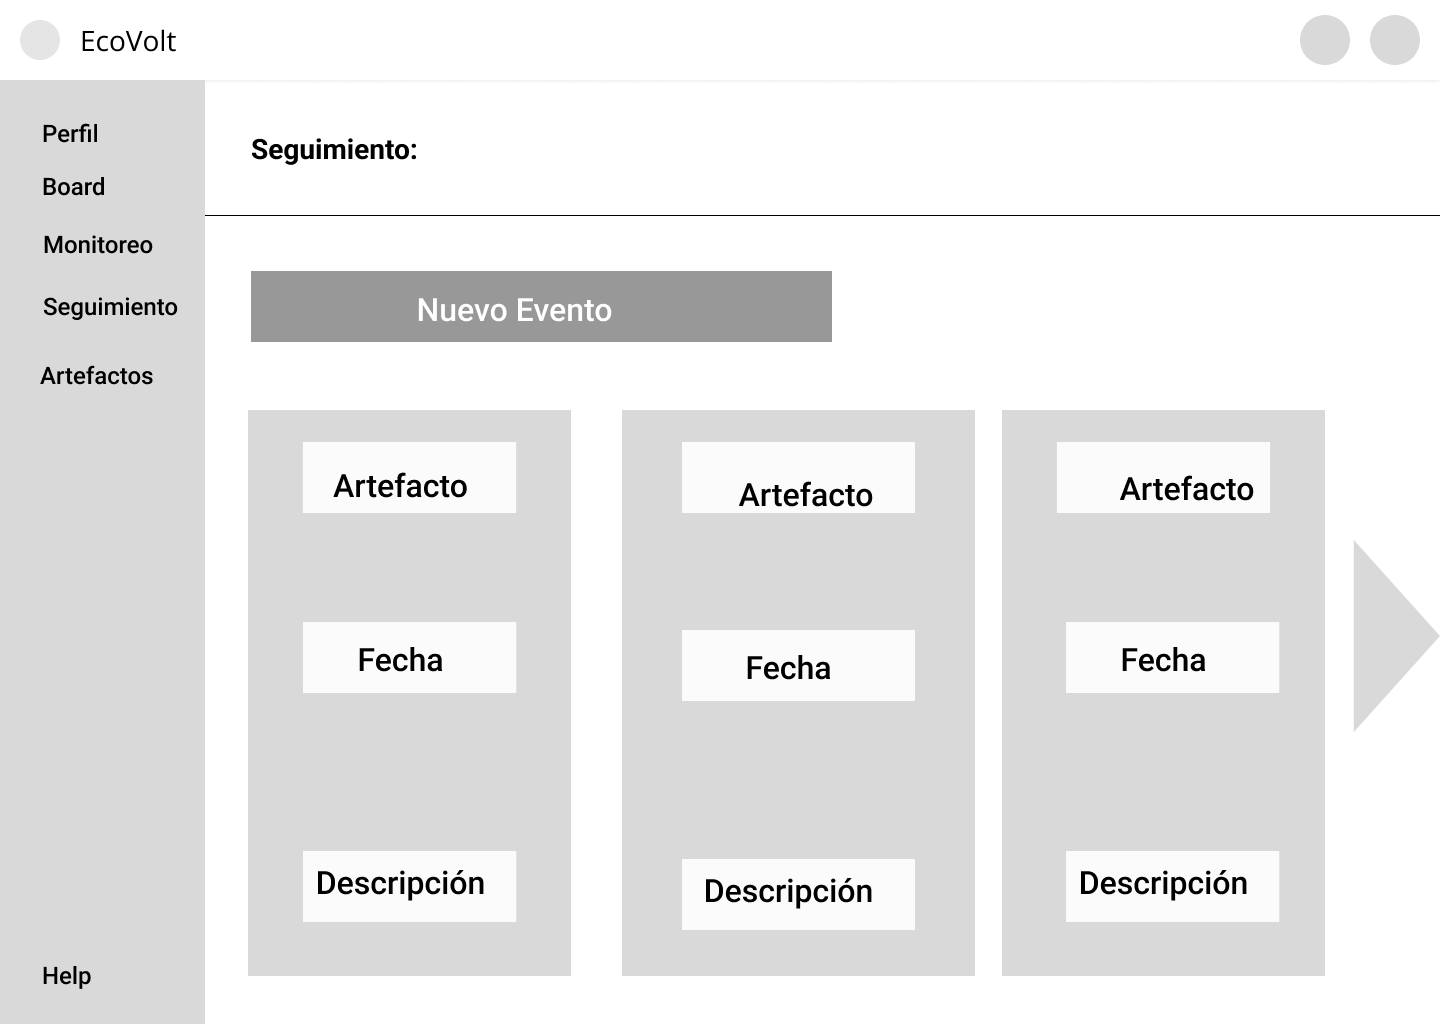 EcoVolt
Perfil
Board
Monitoreo
Seguimiento
Artefactos
Help
Seguimiento:
Nuevo Evento
Artefacto
Fecha
Descripción
Artefacto
Fecha
Descripción
Artefacto
Fecha
Descripción